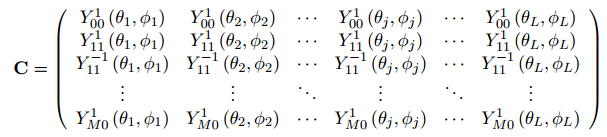 Y^1_{00}(θ_1, ϕ_1) Y^1_{00}(θ_2, ϕ_2) ⋯ Y^1_{00}(θ_j, ϕ_j) ⋯ Y^1_{00}(θ_L, ϕ_L)
Y^1_{11}(θ_1, ϕ_1) Y^1_{11}(θ_2, ϕ_2) ⋯ Y^1_{11}(θ_j, ϕ_j) ⋯ Y^1_{11}(θ_L, ϕ_L)
C = Y^{-1}_{11}(θ_1, ϕ_1) Y^{-1}_{11}(θ_2, ϕ_2) ⋯ Y^{-1}_{11}(θ_j, ϕ_j) ⋯ Y^{-1}_{11}(θ_L, ϕ_L)
⋮ ⋮ ⋱ ⋮ ⋱ ⋮
Y^1_{M0}(θ_1, ϕ_1) Y^1_{M0}(θ_2, ϕ_2) ⋯ Y^1_{M0}(θ_j, ϕ_j) ⋯ Y^1_{M0}(θ_L, ϕ_L)